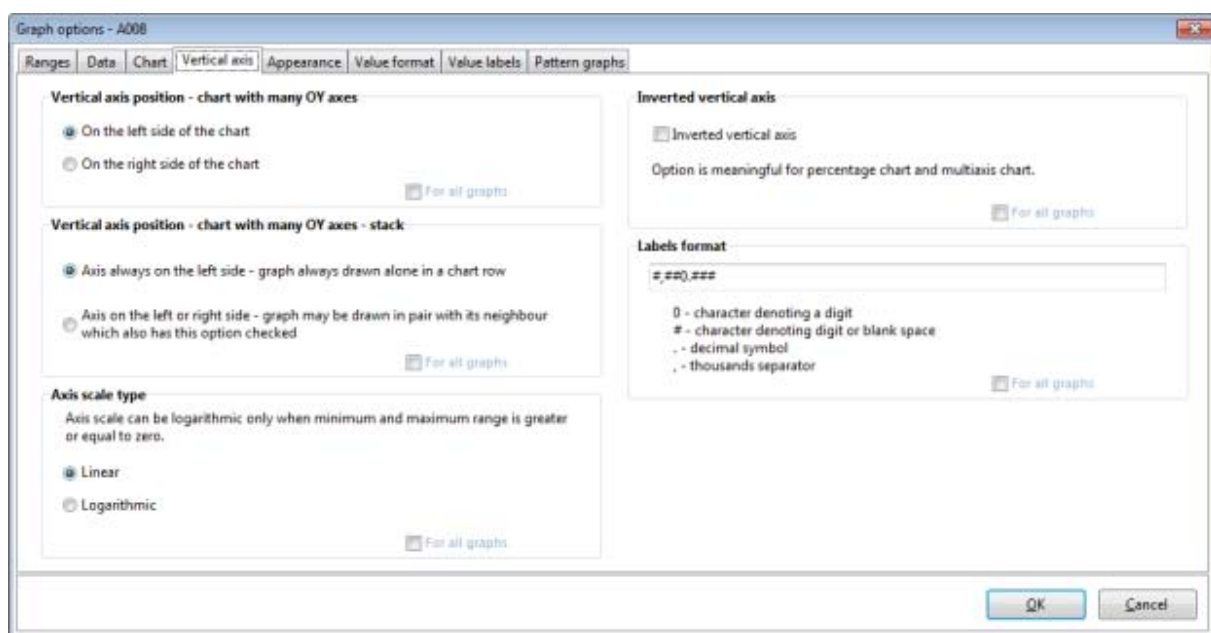 Graph options - A008
Ranges Data Chart Vertical axis Appearance Value format Value labels Pattern graphs
Vertical axis position - chart with many OY axes
On the left side of the chart
On the right side of the chart
For all graphs
Vertical axis position - chart with many OY axes - stack
Axis always on the left side - graph always drawn alone in a chart row
Axis on the left or right side - graph may be drawn in pair with its neighbour
which also has this option checked
For all graphs
Axis scale type
Axis scale can be logarithmic only when minimum and maximum range is greater
or equal to zero.
Linear
Logarithmic
For all graphs
Inverted vertical axis
Inverted vertical axis
Option is meaningful for percentage chart and multiaxis chart.
For all graphs
Labels format
#,##0.###
0 - character denoting a digit
# - character denoting digit or blank space
. - decimal symbol
, - thousands separator
For all graphs
OK Cancel